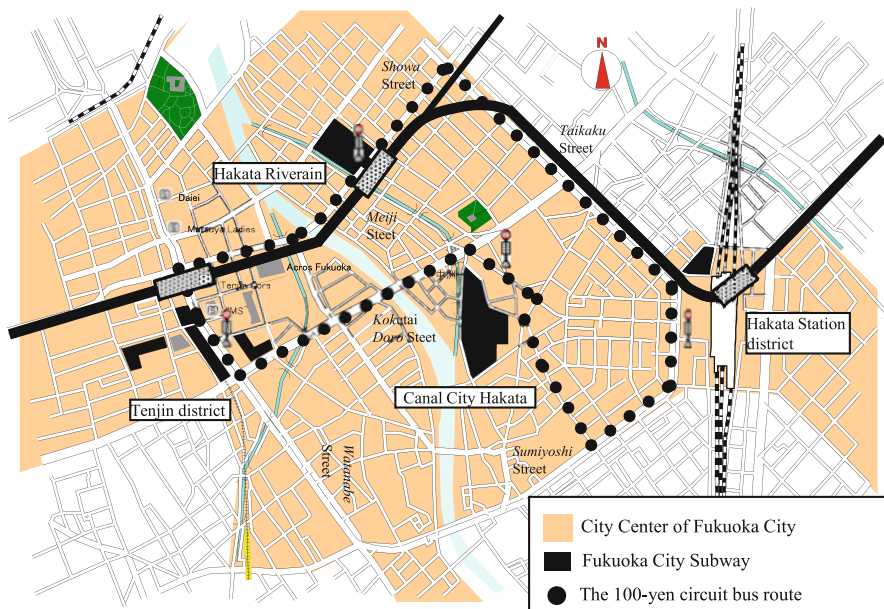 N
Showa
Street
Taikaku
Street
Hakata Riverain
Daiei
Matsuya Ladies
Meiji
Steet
Acros Fukuoka
Tenjin Core
IMS
Kokutai
Doro Steet
Hakata Station
district
Canal City Hakata
Tenjin district
Sumiyoshi
Street
Watanabe
Street
City Center of Fukuoka City
Fukuoka City Subway
The 100-yen circuit bus route